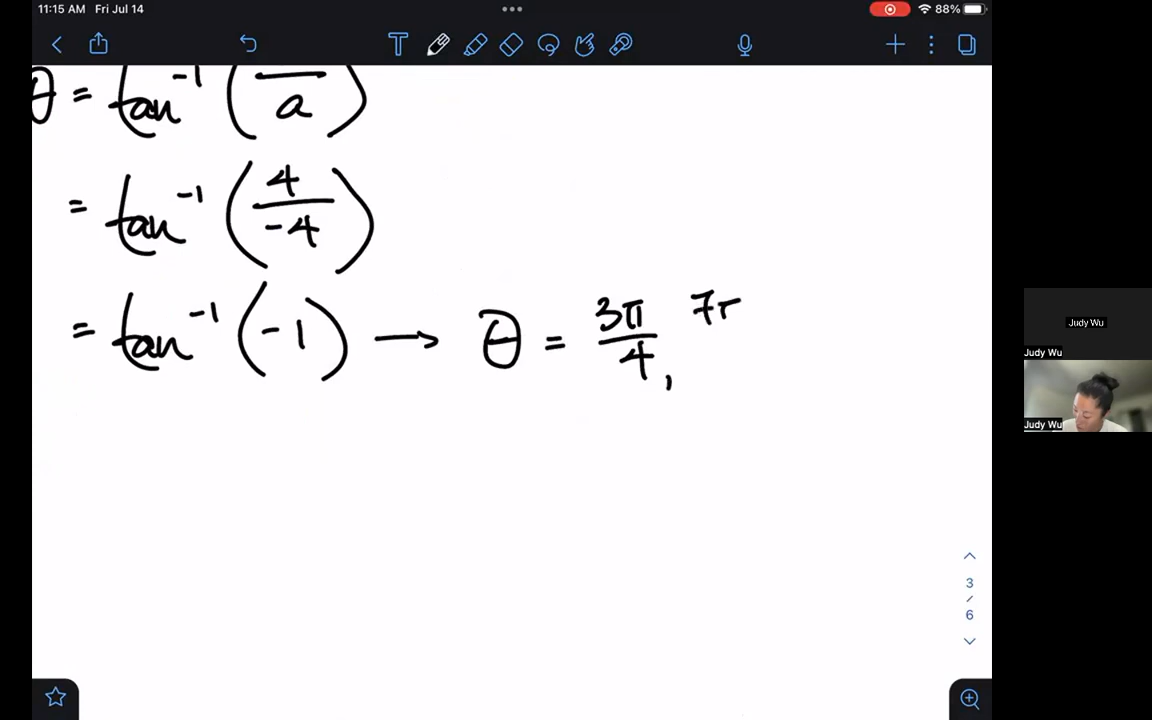 11:15 AM Fri Jul 14
88%
T
θ = tan⁻¹ (—/a)
= tan⁻¹ (4/-4)
= tan⁻¹ (-1) → θ = 3π/4, 7
Judy Wu
Judy Wu
Judy Wu
3
/
6